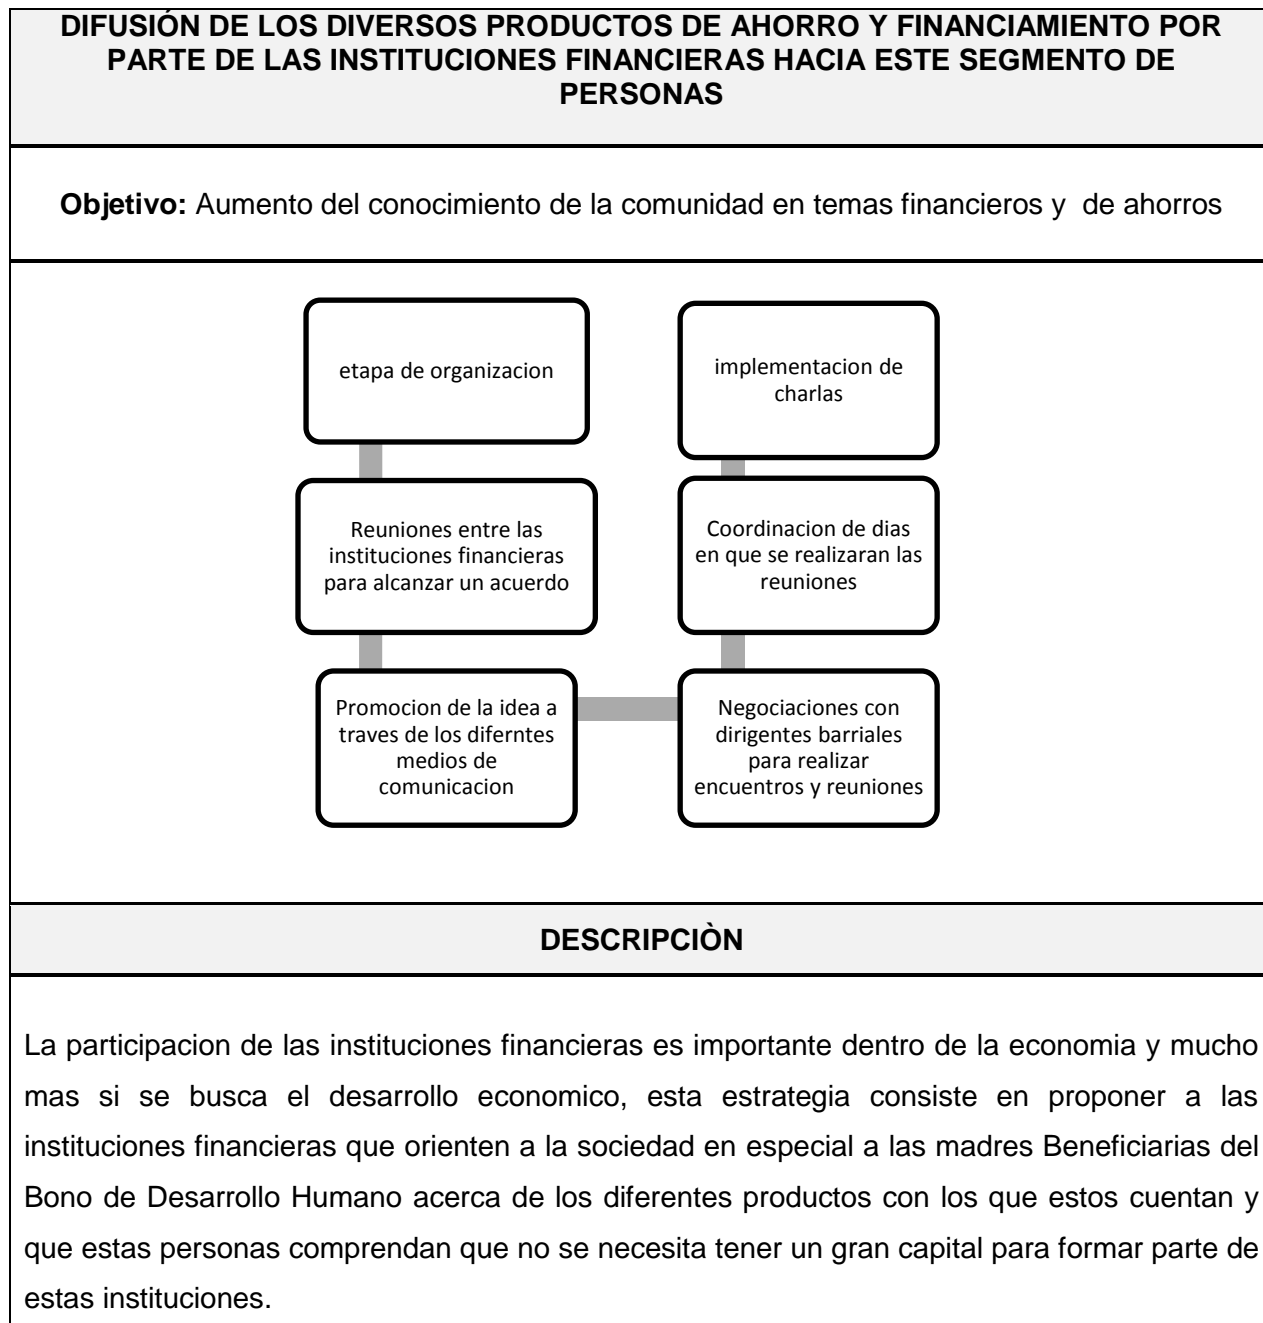 DIFUSIÓN DE LOS DIVERSOS PRODUCTOS DE AHORRO Y FINANCIAMIENTO POR
PARTE DE LAS INSTITUCIONES FINANCIERAS HACIA ESTE SEGMENTO DE
PERSONAS
Objetivo: Aumento del conocimiento de la comunidad en temas financieros y de ahorros
etapa de organizacion
Reuniones entre las
instituciones financieras
para alcanzar un acuerdo
Promocion de la idea a
traves de los diferntes
medios de
comunicacion
Negociaciones con
dirigentes barriales
para realizar
encuentros y reuniones
Coordinacion de dias
en que se realizaran las
reuniones
implementacion de
charlas
DESCRIPCIÒN
La participacion de las instituciones financieras es importante dentro de la economia y mucho
mas si se busca el desarrollo economico, esta estrategia consiste en proponer a las
instituciones financieras que orienten a la sociedad en especial a las madres Beneficiarias del
Bono de Desarrollo Humano acerca de los diferentes productos con los que estos cuentan y
que estas personas comprendan que no se necesita tener un gran capital para formar parte de
estas instituciones.